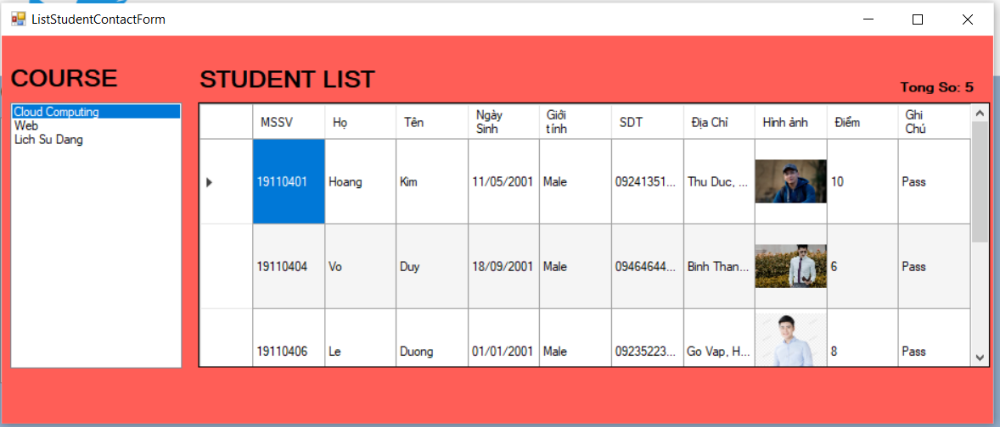 ListStudentContactForm
COURSE
STUDENT LIST
Tong So: 5
Cloud Computing
Web
Lich Su Dang
MSSV Họ Tên Ngày Sinh Giới tính SDT Địa Chỉ Hình ảnh Điểm Ghi Chú
19110401 Hoang Kim 11/05/2001 Male 09241351... Thu Duc, ... 10 Pass
19110404 Vo Duy 18/09/2001 Male 09464644... Binh Than... 6 Pass
19110406 Le Duong 01/01/2001 Male 09235223... Go Vap, H... 8 Pass